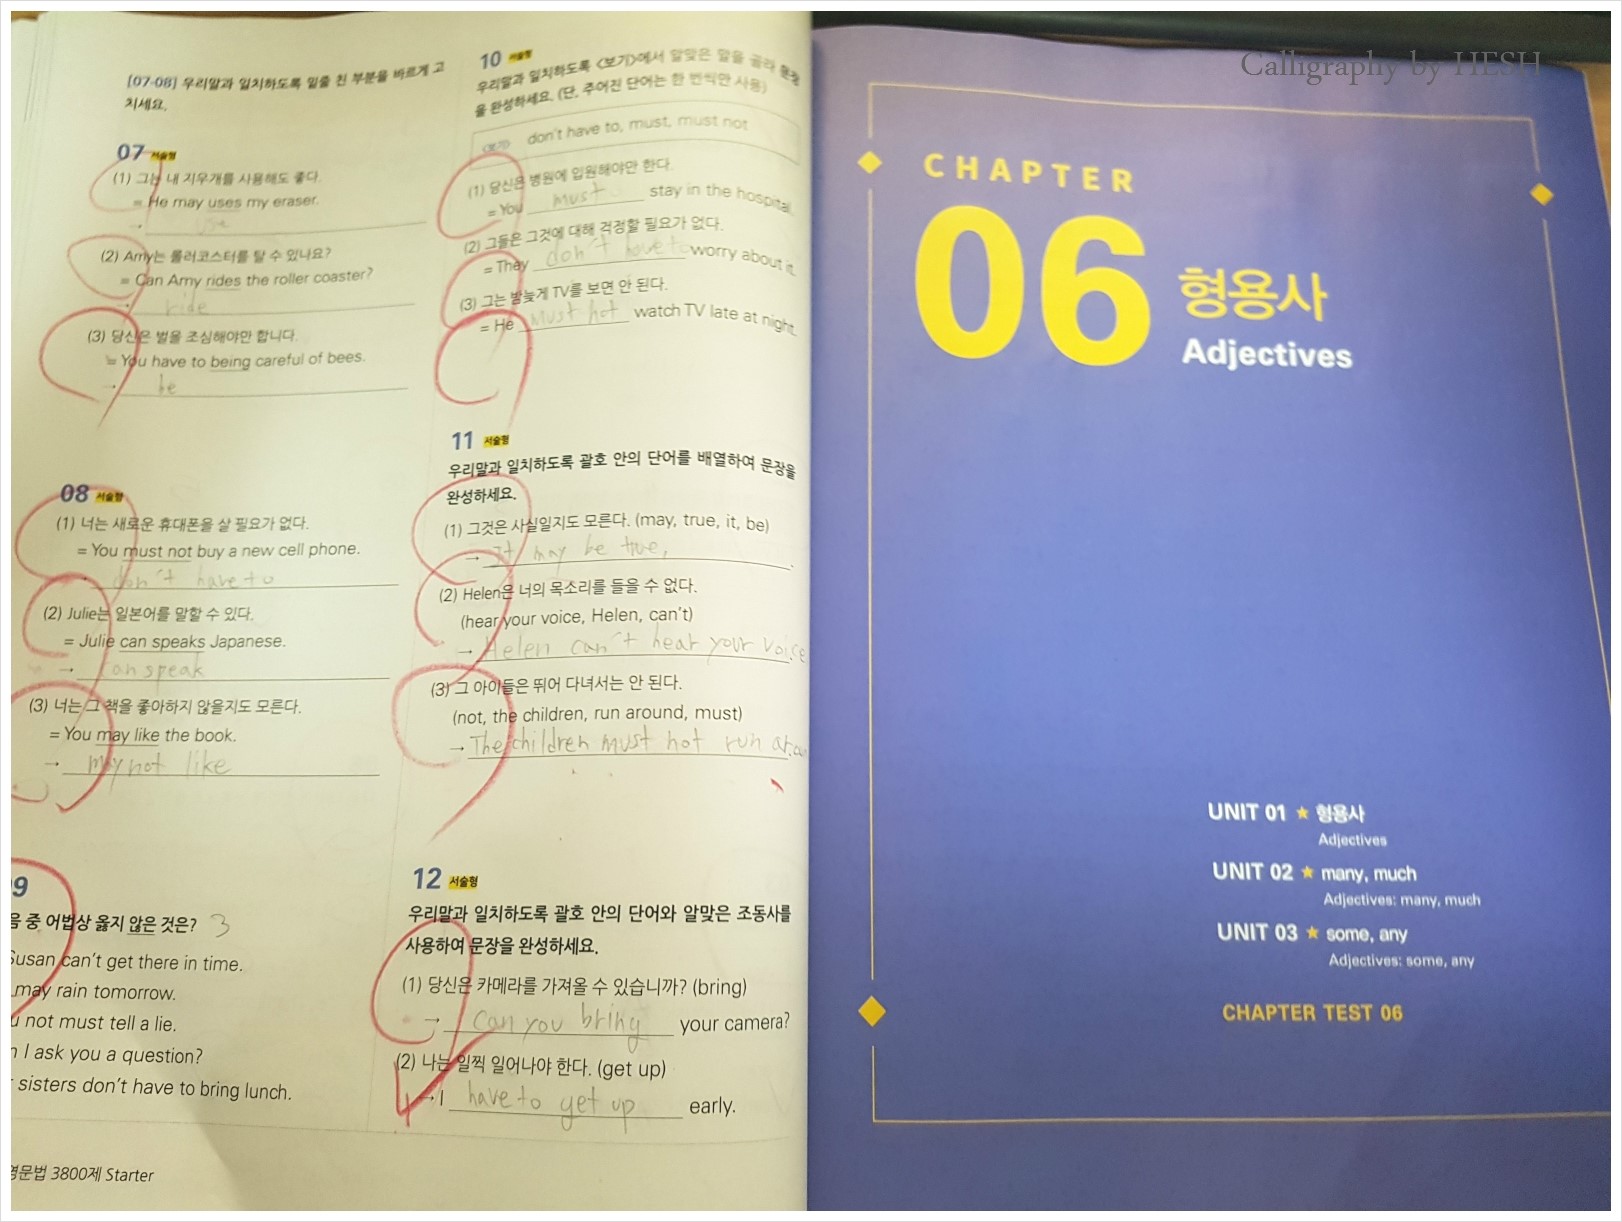 [07-08] 우리말과 일치하도록 밑줄 친 부분을 바르게 고
치세요.
07 서술형
(1) 그는 내 지우개를 사용해도 좋다.
= He may uses my eraser.
→ use
(2) Amy는 롤러코스터를 탈 수 있나요?
= Can Amy rides the roller coaster?
→ ride
(3) 당신은 벌을 조심해야만 합니다.
= You have to being careful of bees.
→ be
08 서술형
(1) 너는 새로운 휴대폰을 살 필요가 없다.
= You must not buy a new cell phone.
don't have to
(2) Julie는 일본어를 말할 수 있다.
= Julie can speaks Japanese.
→ can speak
(3) 너는 그 책을 좋아하지 않을지도 모른다.
= You may like the book.
→ may not like
9
음 중 어법상 옳지 않은 것은? 3
Susan can't get there in time.
may rain tomorrow.
u not must tell a lie.
n I ask you a question?
sisters don't have to bring lunch.
영문법 3800제 Starter
10 서술형
우리말과 일치하도록 <보기>에서 알맞은 말을 골라 문장
을 완성하세요. (단, 주어진 단어는 한 번씩만 사용)
<보기> don't have to, must, must not
(1) 당신은 병원에 입원해야만 한다.
= You must stay in the hospital.
(2) 그들은 그것에 대해 걱정할 필요가 없다.
= They don't have to worry about it.
(3) 그는 밤늦게 TV를 보면 안 된다.
= He must not watch TV late at night.
11 서술형
우리말과 일치하도록 괄호 안의 단어를 배열하여 문장을
완성하세요.
(1) 그것은 사실일지도 모른다. (may, true, it, be)
→ It may be true.
(2) Helen은 너의 목소리를 들을 수 없다.
(hear your voice, Helen, can't)
→ Helen can't hear your voice
(3) 그 아이들은 뛰어 다녀서는 안 된다.
(not, the children, run around, must)
→ The children must not run arou
12 서술형
우리말과 일치하도록 괄호 안의 단어와 알맞은 조동사를
사용하여 문장을 완성하세요.
(1) 당신은 카메라를 가져올 수 있습니까? (bring)
→ Can you bring your camera?
(2) 나는 일찍 일어나야 한다. (get up)
→ I have to get up early.
Calligraphy by HESH
CHAPTER
06 형용사
Adjectives
UNIT 01 ★ 형용사
Adjectives
UNIT 02 ★ many, much
Adjectives: many, much
UNIT 03 ★ some, any
Adjectives: some, any
CHAPTER TEST 06